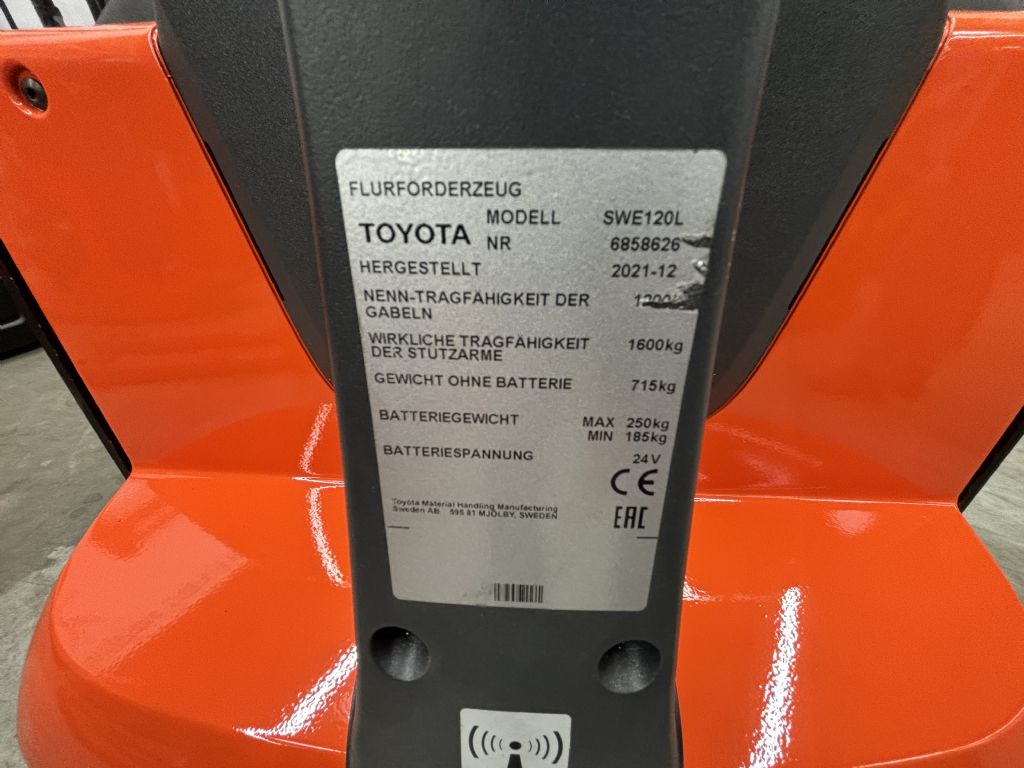 FLURFÖRDERZEUG
TOYOTA MODELL SWE120L
NR 6858626
HERGESTELLT 2021-12
NENN-TRAGFÄHIGKEIT DER GABELN 1200k
WIRKLICHE TRAGFÄHIGKEIT DER STÜTZARME 1600kg
GEWICHT OHNE BATTERIE 715kg
BATTERIEGEWICHT MAX 250kg
MIN 185kg
BATTERIESPANNUNG 24V
CE
Toyota Material Handling Manufacturing
Sweden AB 595 81 MJÖLBY, SWEDEN
EAC